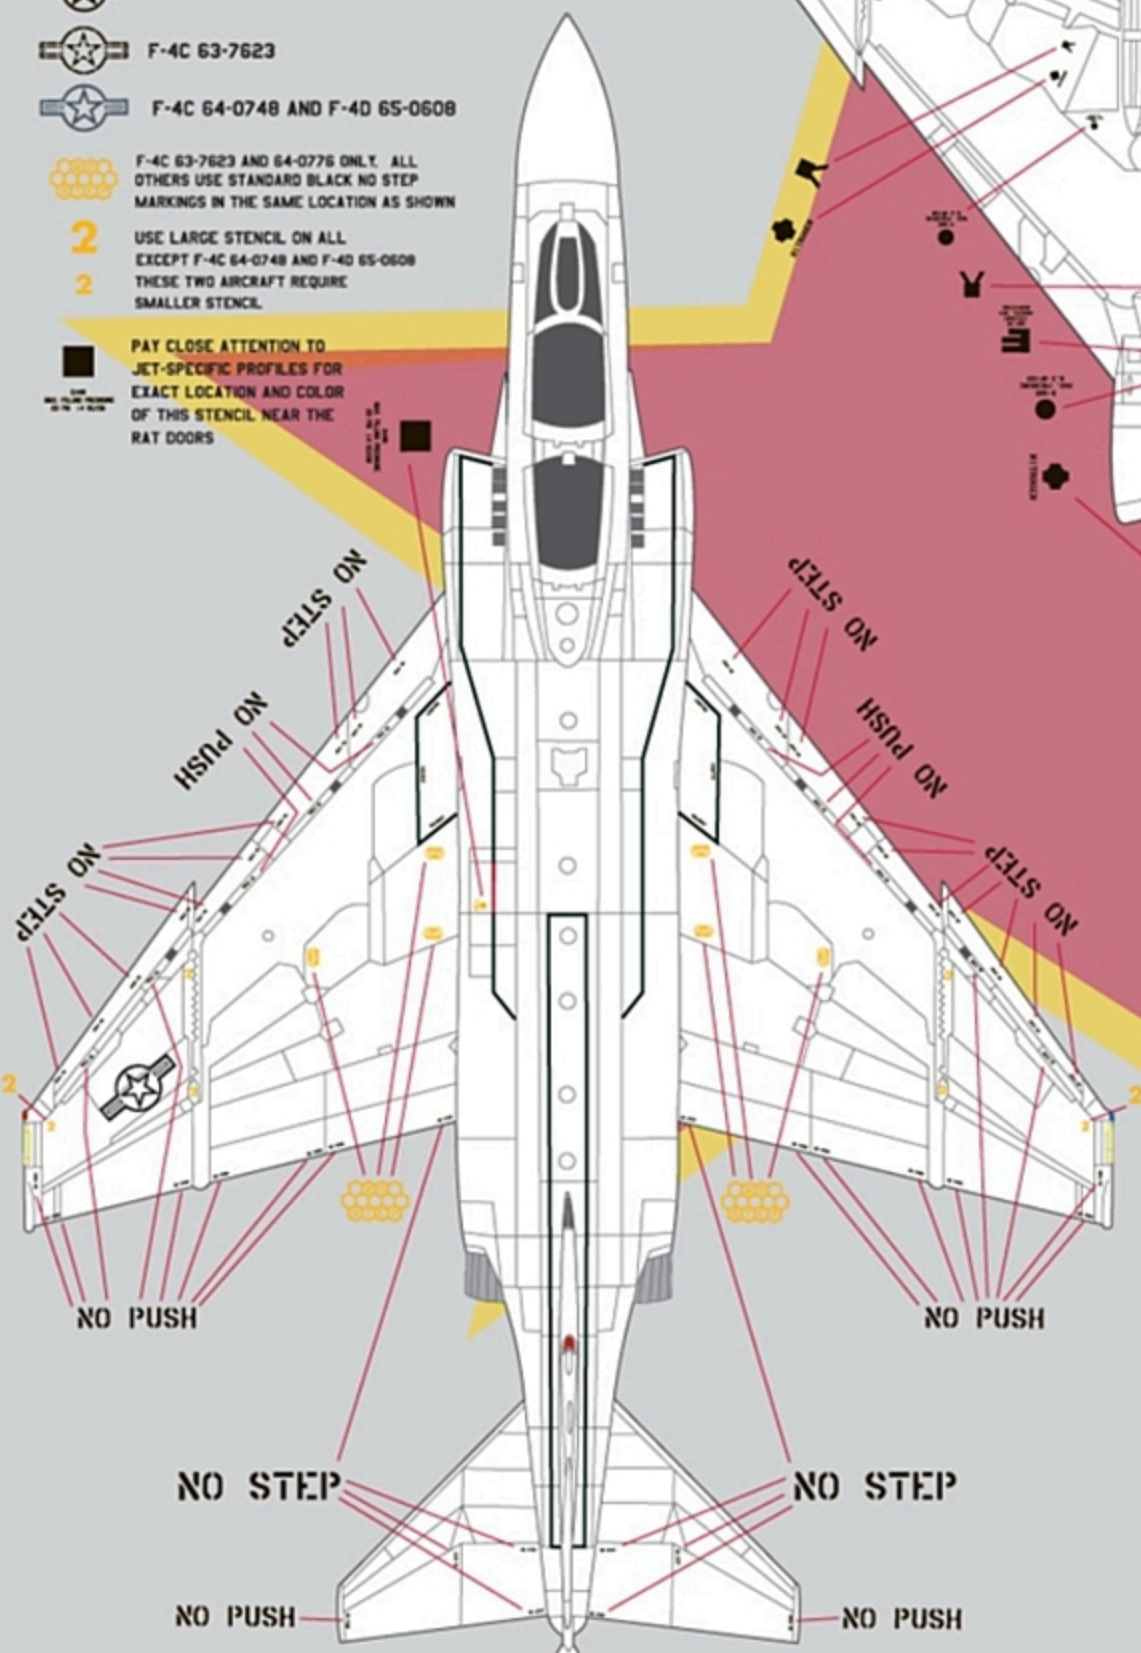 F-4C 63-7623
F-4C 64-0748 AND F-4D 65-0608
F-4C 63-7623 AND 64-0776 ONLY. ALL
OTHERS USE STANDARD BLACK NO STEP
MARKINGS IN THE SAME LOCATION AS SHOWN
2
USE LARGE STENCIL ON ALL
EXCEPT F-4C 64-0748 AND F-4D 65-0608
2
THESE TWO AIRCRAFT REQUIRE
SMALLER STENCIL
PAY CLOSE ATTENTION TO
JET-SPECIFIC PROFILES FOR
EXACT LOCATION AND COLOR
OF THIS STENCIL NEAR THE
RAT DOORS
NITROGEN
NITROGEN
NO STEP
NO STEP
NO PUSH
NO PUSH
NO STEP
NO STEP
2
2
2
2
NO PUSH
NO PUSH
NO STEP
NO STEP
NO PUSH
NO PUSH